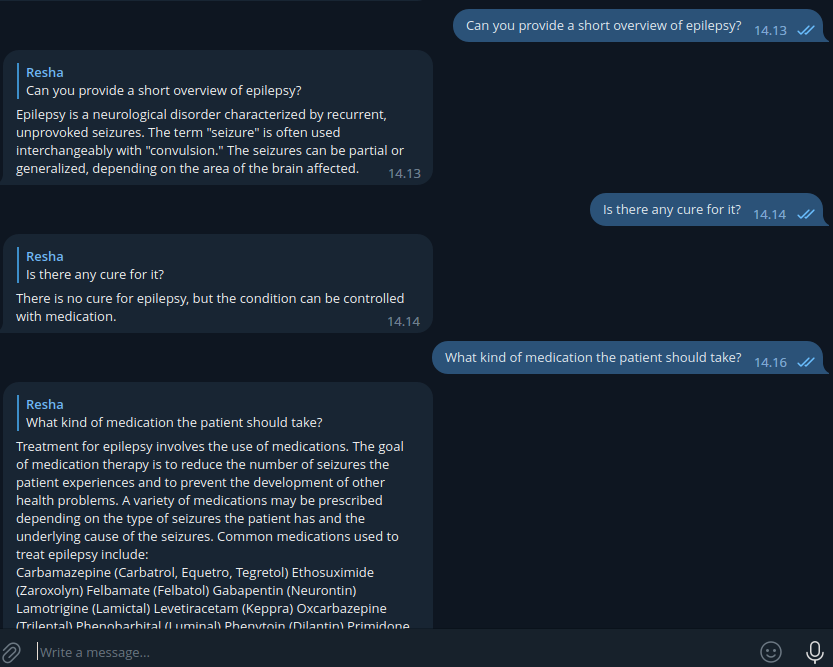 Can you provide a short overview of epilepsy? 14.13
Resha
Can you provide a short overview of epilepsy?
Epilepsy is a neurological disorder characterized by recurrent,
unprovoked seizures. The term "seizure" is often used
interchangeably with "convulsion." The seizures can be partial or
generalized, depending on the area of the brain affected. 14.13
Is there any cure for it? 14.14
Resha
Is there any cure for it?
There is no cure for epilepsy, but the condition can be controlled
with medication. 14.14
What kind of medication the patient should take? 14.16
Resha
What kind of medication the patient should take?
Treatment for epilepsy involves the use of medications. The goal
of medication therapy is to reduce the number of seizures the
patient experiences and to prevent the development of other
health problems. A variety of medications may be prescribed
depending on the type of seizures the patient has and the
underlying cause of the seizures. Common medications used to
treat epilepsy include:
Carbamazepine (Carbatrol, Equetro, Tegretol) Ethosuximide
(Zaroxolyn) Felbamate (Felbatol) Gabapentin (Neurontin)
Lamotrigine (Lamictal) Levetiracetam (Keppra) Oxcarbazepine
(Trileptal) Phenobarbital (Luminal) Phenytoin (Dilantin) Primidone
Write a message...